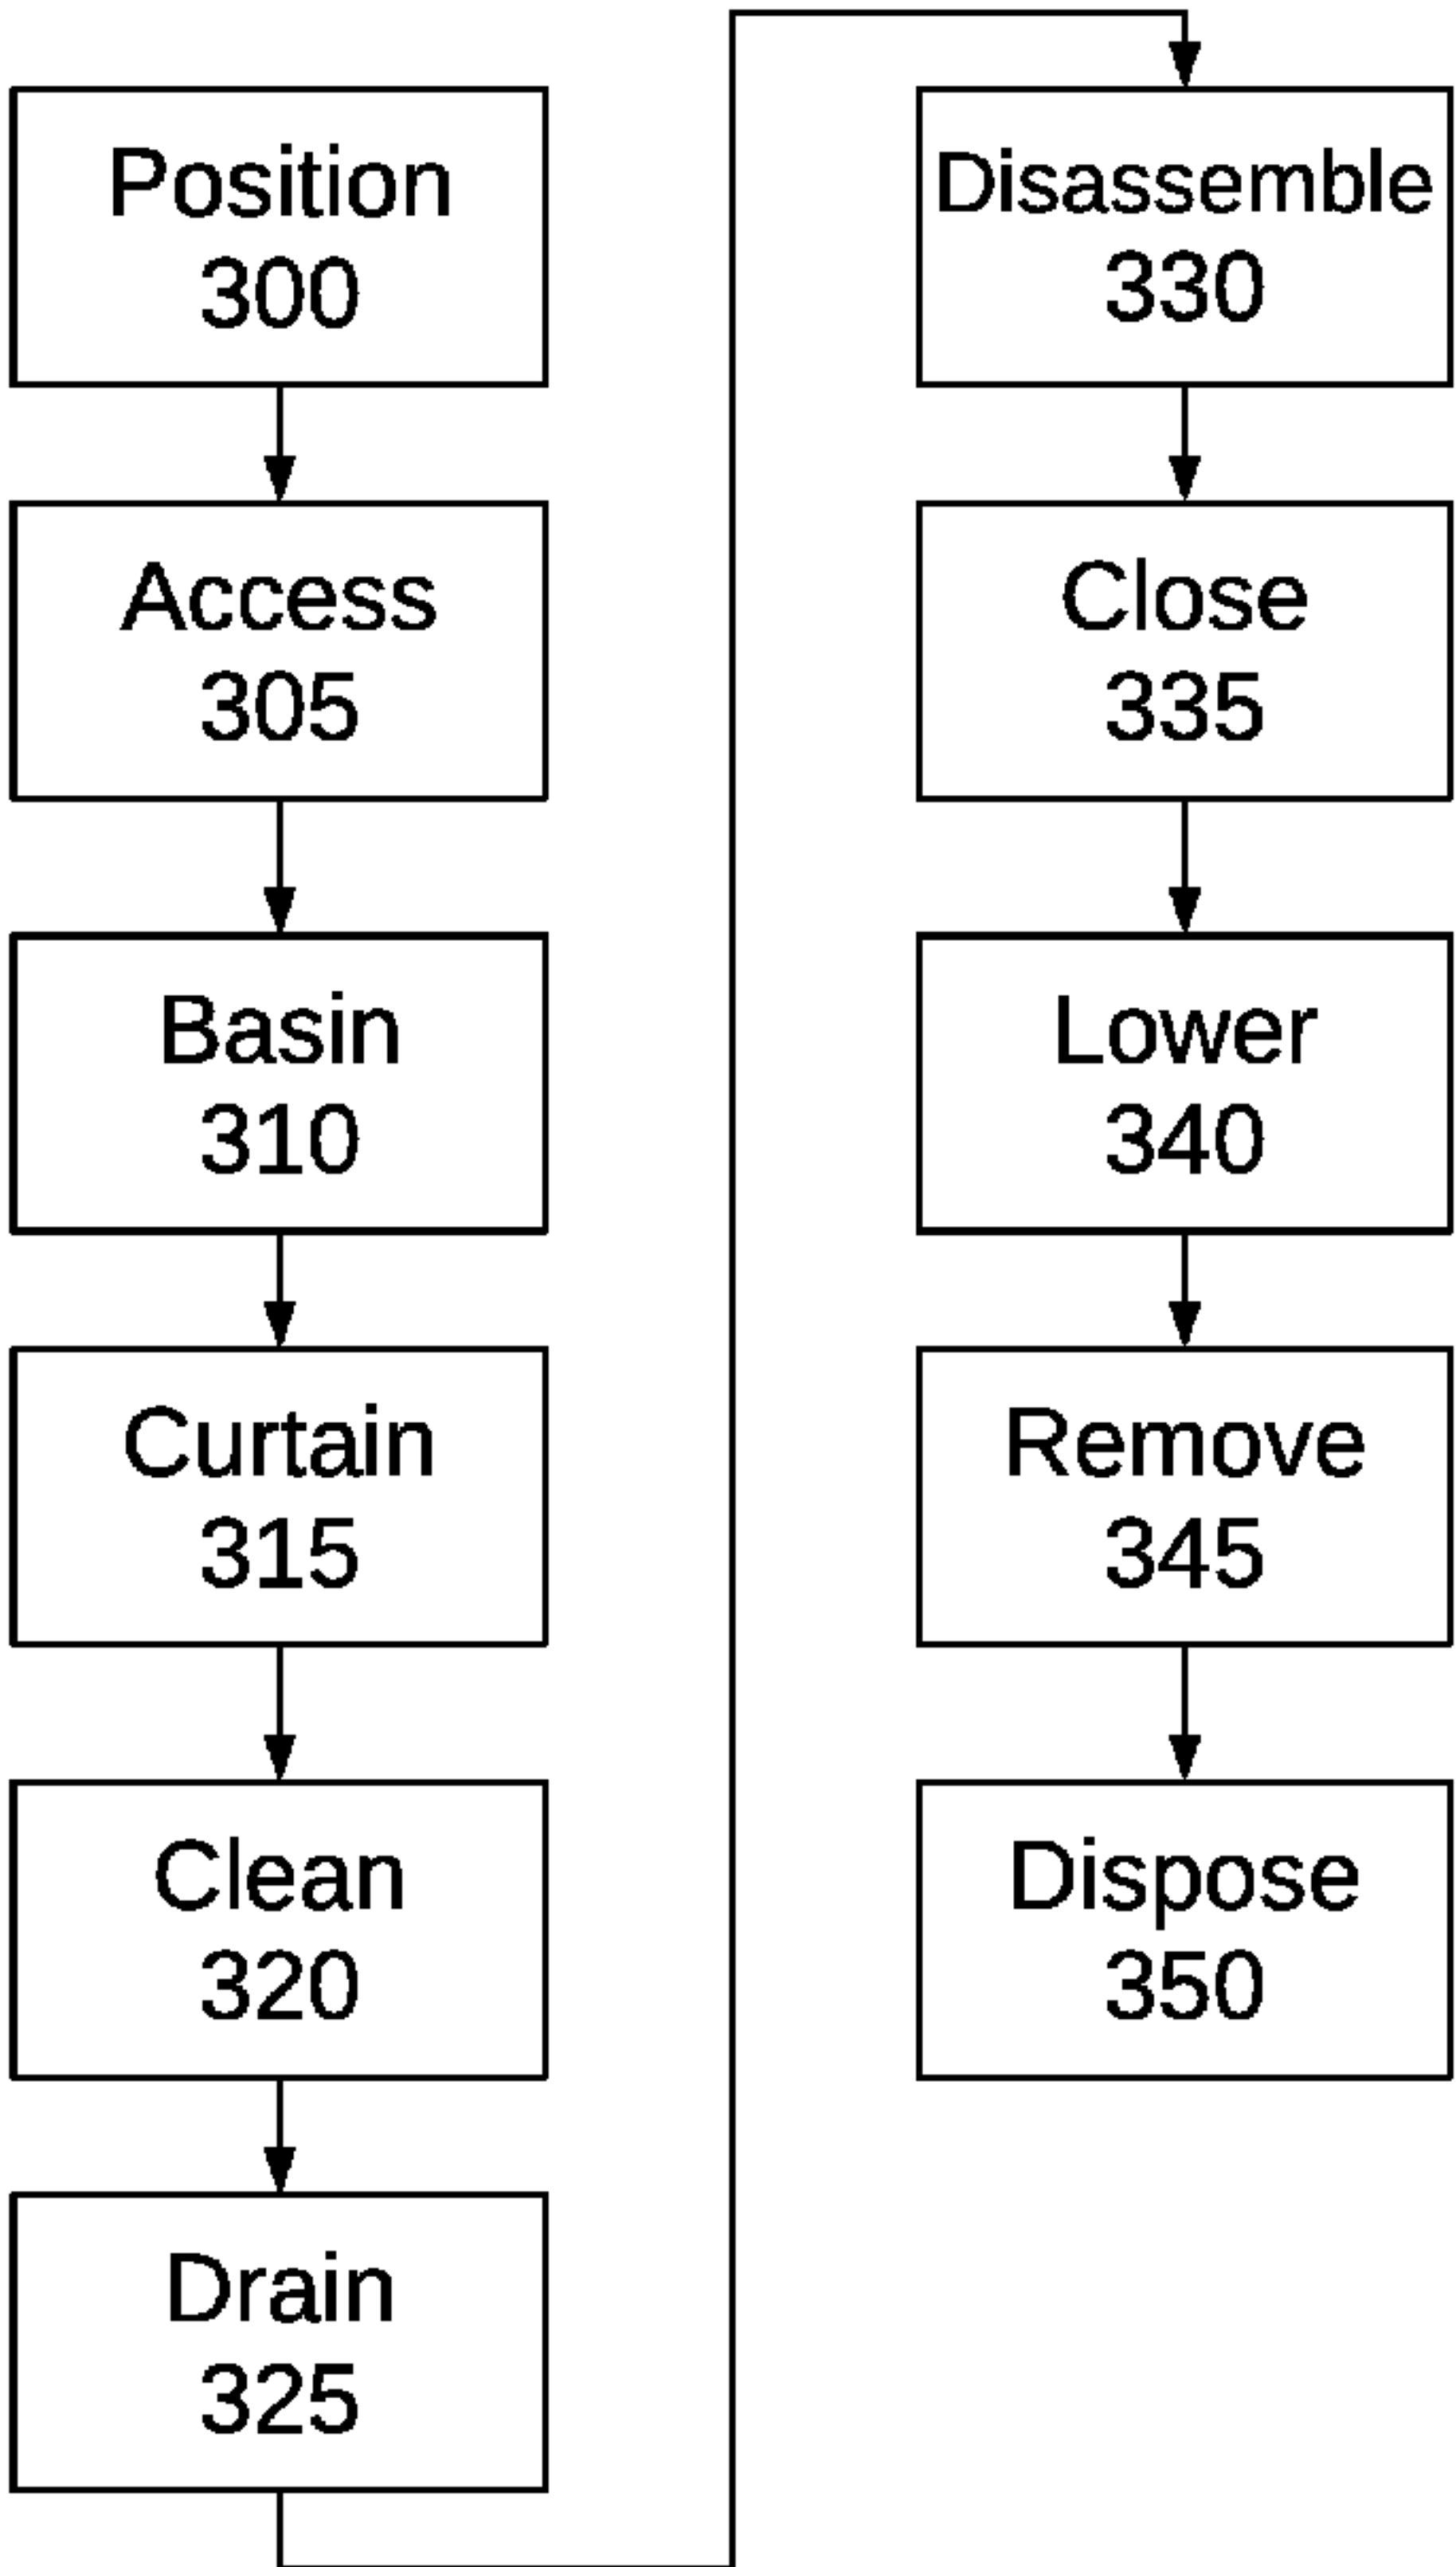 Position
300
Access
305
Basin
310
Curtain
315
Clean
320
Drain
325
Disassemble
330
Close
335
Lower
340
Remove
345
Dispose
350